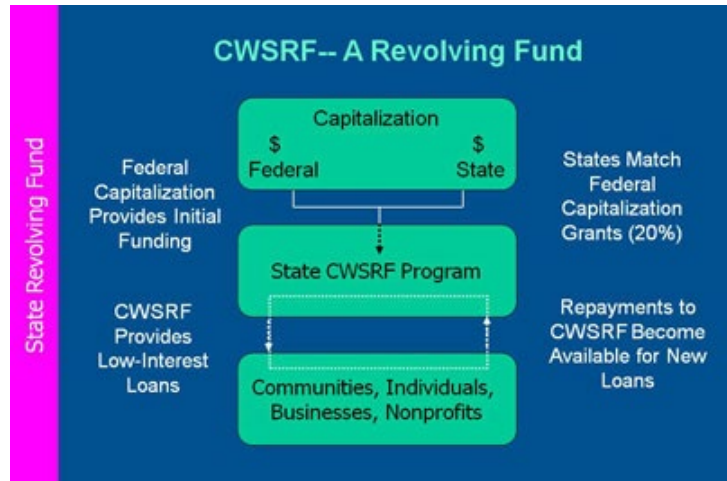 CWSRF-- A Revolving Fund
State Revolving Fund
Capitalization
$ $
Federal State
Federal
Capitalization
Provides Initial
Funding
States Match
Federal
Capitalization
Grants (20%)
State CWSRF Program
CWSRF
Provides
Low-Interest
Loans
Repayments to
CWSRF Become
Available for New
Loans
Communities, Individuals,
Businesses, Nonprofits